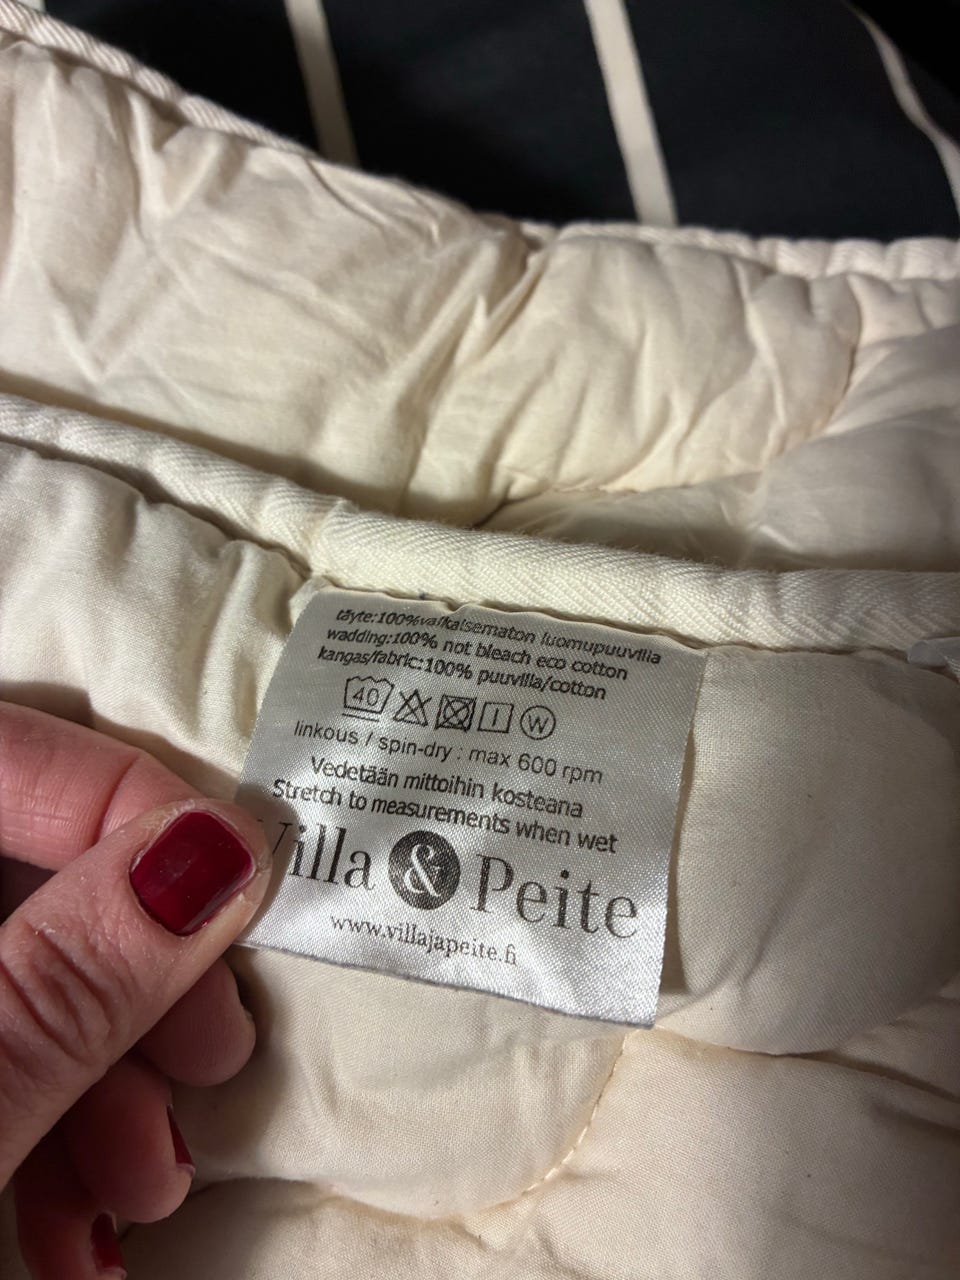 täyte:100%valkaisematon luomupuuvilla
wadding:100% not bleach eco cotton
kangas/fabric:100% puuvilla/cotton
40 I W
linkous / spin-dry : max 600 rpm
Vedetään mittoihin kosteana
Stretch to measurements when wet
Villa & Peite
www.villajapeite.fi